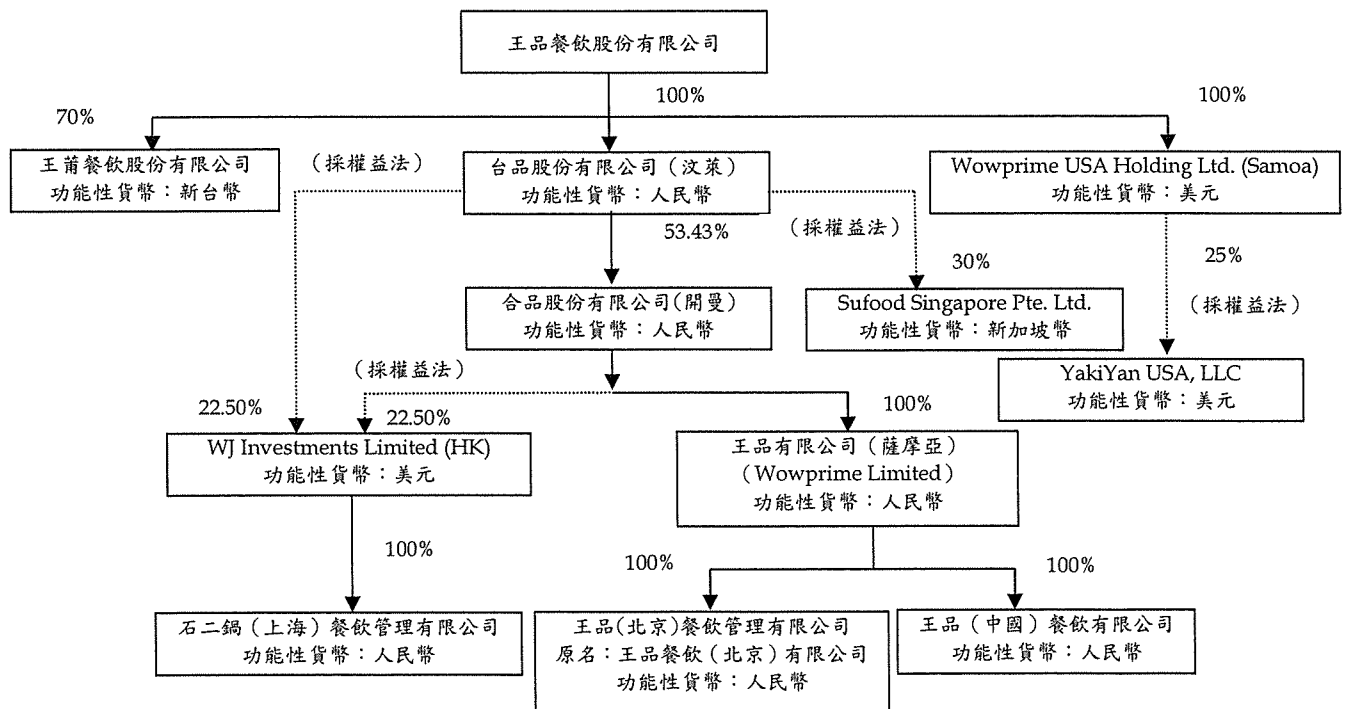 王品餐飲股份有限公司
70%
100%
100%
王莆餐飲股份有限公司
功能性貨幣：新台幣
（採權益法）
台品股份有限公司（汶萊）
功能性貨幣：人民幣
Wowprime USA Holding Ltd. (Samoa)
功能性貨幣：美元
53.43%
（採權益法）
30%
25%
合品股份有限公司(開曼)
功能性貨幣：人民幣
Sufood Singapore Pte. Ltd.
功能性貨幣：新加坡幣
（採權益法）
（採權益法）
YakiYan USA, LLC
功能性貨幣：美元
22.50%
22.50%
100%
WJ Investments Limited (HK)
功能性貨幣：美元
王品有限公司（薩摩亞）
（Wowprime Limited）
功能性貨幣：人民幣
100%
100%
100%
石二鍋（上海）餐飲管理有限公司
功能性貨幣：人民幣
王品(北京)餐飲管理有限公司
原名：王品餐飲（北京）有限公司
功能性貨幣：人民幣
王品（中國）餐飲有限公司
功能性貨幣：人民幣